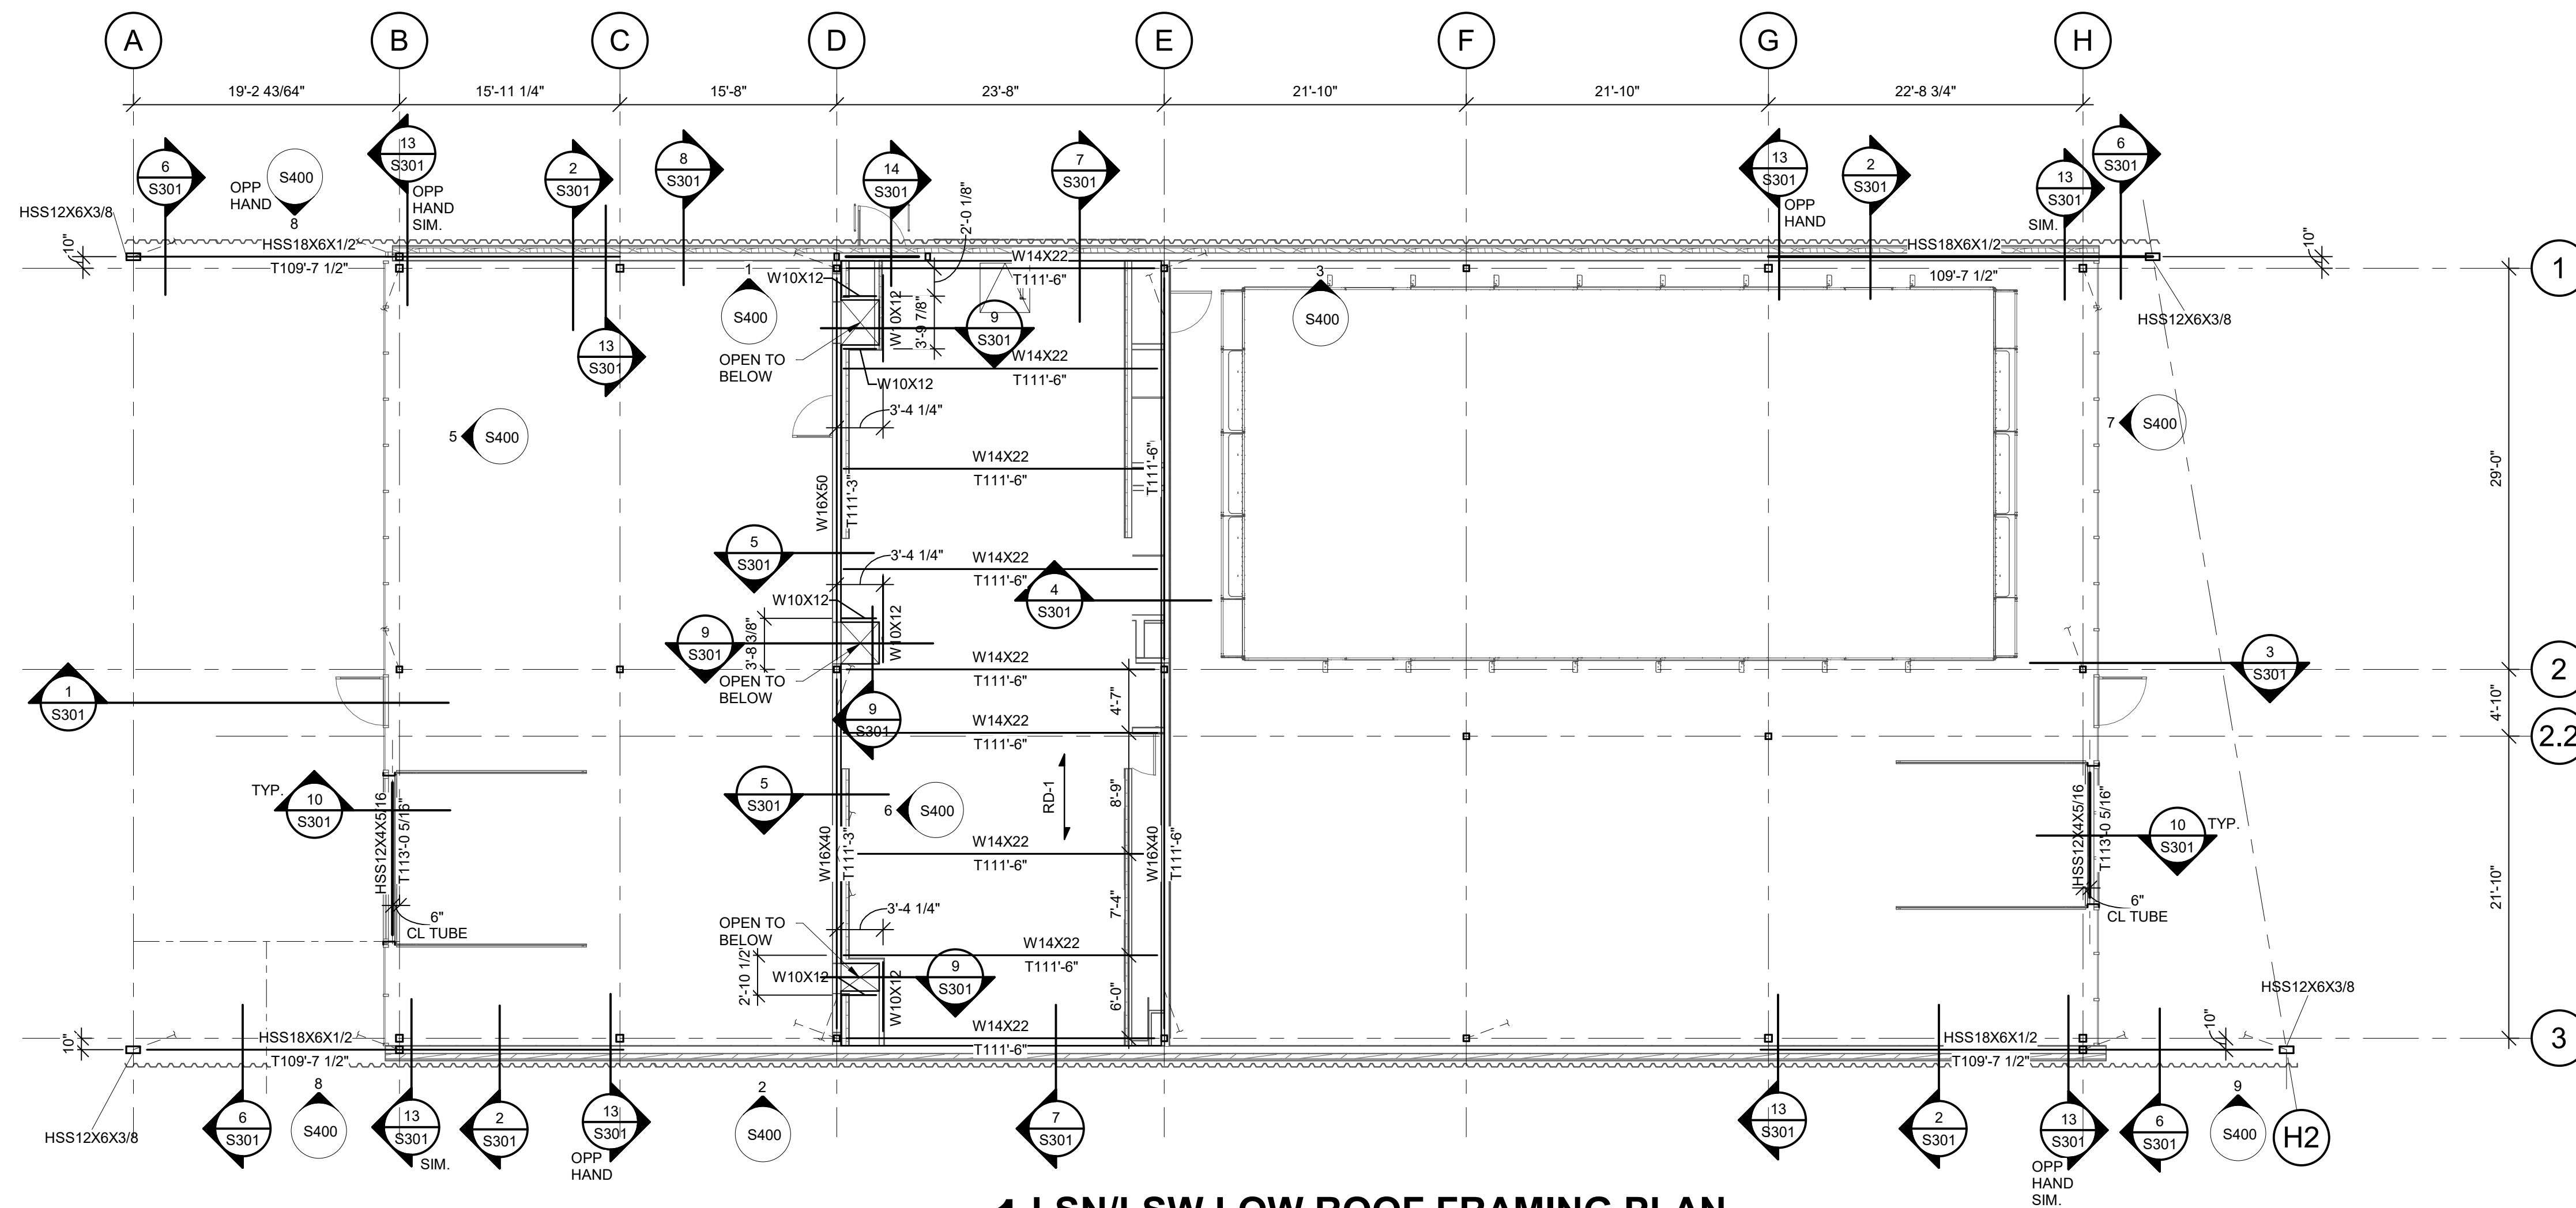 A B C D E F G H
19'-2 43/64" 15'-11 1/4" 15'-8" 23'-8" 21'-10" 21'-10" 22'-8 3/4"
6
S301
OPP
HAND
S400
8
13
S301
OPP
HAND
SIM.
2
S301
8
S301
14
S301
2'-0 1/8"
7
S301
13
S301
OPP
HAND
2
S301
13
S301
SIM.
6
S301
HSS12X6X3/8
10"
HSS18X6X1/2
T109'-7 1/2"
W14X22
T111'-6"
HSS18X6X1/2
109'-7 1/2"
10"
1
HSS12X6X3/8
1
S400
W10X12
W10X12
3'-9 7/8"
9
S301
3
S400
13
S301
OPEN TO
BELOW
W10X12
W14X22
T111'-6"
3'-4 1/4"
5
S400
7
S400
W16X50
T111'-3"
W14X22
T111'-6"
T111'-6"
29'-0"
5
S301
3'-4 1/4"
W14X22
T111'-6"
4
S301
W10X12
W10X12
3'-8 3/8"
9
S301
OPEN TO
BELOW
W14X22
T111'-6"
3
S301
2
1
S301
9
S301
4'-7"
W14X22
T111'-6"
4'-10"
2.2
TYP.
10
S301
HSS12X4X5/16
T113'-0 5/16"
6"
CL TUBE
5
S301
6
S400
RD-1
8'-9"
W16X40
T111'-3"
W14X22
T111'-6"
W16X40
T111'-6"
HSS12X4X5/16
T113'-0 5/16"
10
S301
TYP.
6"
CL TUBE
21'-10"
7'-4"
3'-4 1/4"
OPEN TO
BELOW
2'-10 1/2"
W10X12
W10X12
9
S301
W14X22
T111'-6"
6'-0"
HSS12X6X3/8
10"
HSS18X6X1/2
T109'-7 1/2"
W14X22
T111'-6"
HSS18X6X1/2
T109'-7 1/2"
10"
3
HSS12X6X3/8
6
S301
8
S400
13
S301
SIM.
2
S301
13
S301
OPP
HAND
2
S400
7
S301
13
S301
2
S301
13
S301
OPP
HAND
SIM.
6
S301
9
S400
H2
1 LSN/LSW LOW ROOF FRAMING PLAN